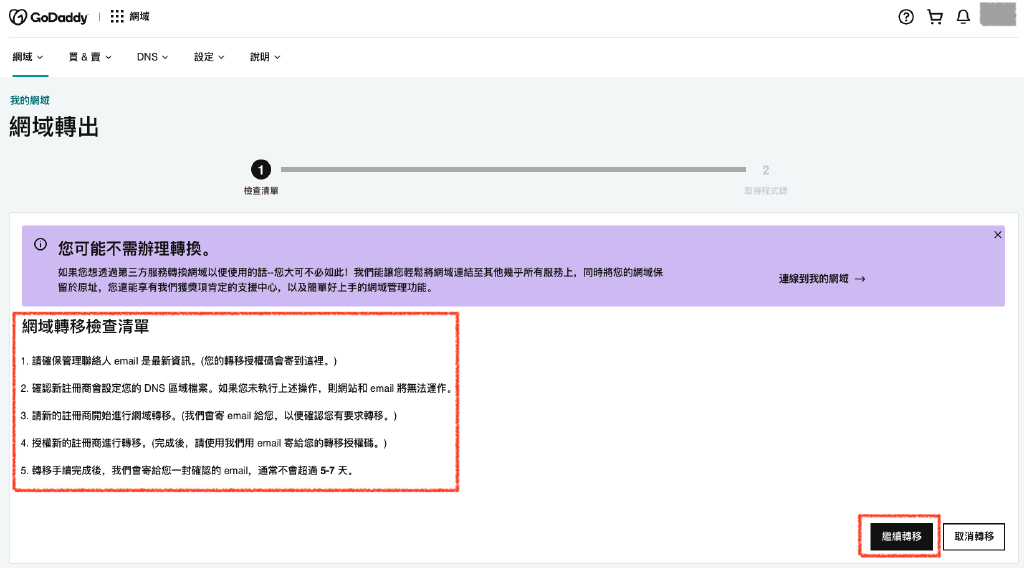 GoDaddy
網域
網域
買 & 賣
DNS
設定
說明
我的網域
網域轉出
1
2
檢查清單
取得程式碼
您可能不需辦理轉換。
如果您想透過第三方服務轉換網域以便使用的話--您大可不必如此！我們能讓您輕鬆將網域連結至其他幾乎所有服務上，同時將您的網域保
留於原址，您還能享有我們獲獎項肯定的支援中心，以及簡單好上手的網域管理功能。
連線到我的網域 →
網域轉移檢查清單
1. 請確保管理聯絡人 email 是最新資訊。(您的轉移授權碼會寄到這裡。)
2. 確認新註冊商會設定您的 DNS 區域檔案。如果您未執行上述操作，則網站和 email 將無法運作。
3. 請新的註冊商開始進行網域轉移。(我們會寄 email 給您，以便確認您有要求轉移。)
4. 授權新的註冊商進行轉移。(完成後，請使用我們用 email 寄給您的轉移授權碼。)
5. 轉移手續完成後，我們會寄給您一封確認的 email，通常不會超過 5-7 天。
繼續轉移
取消轉移